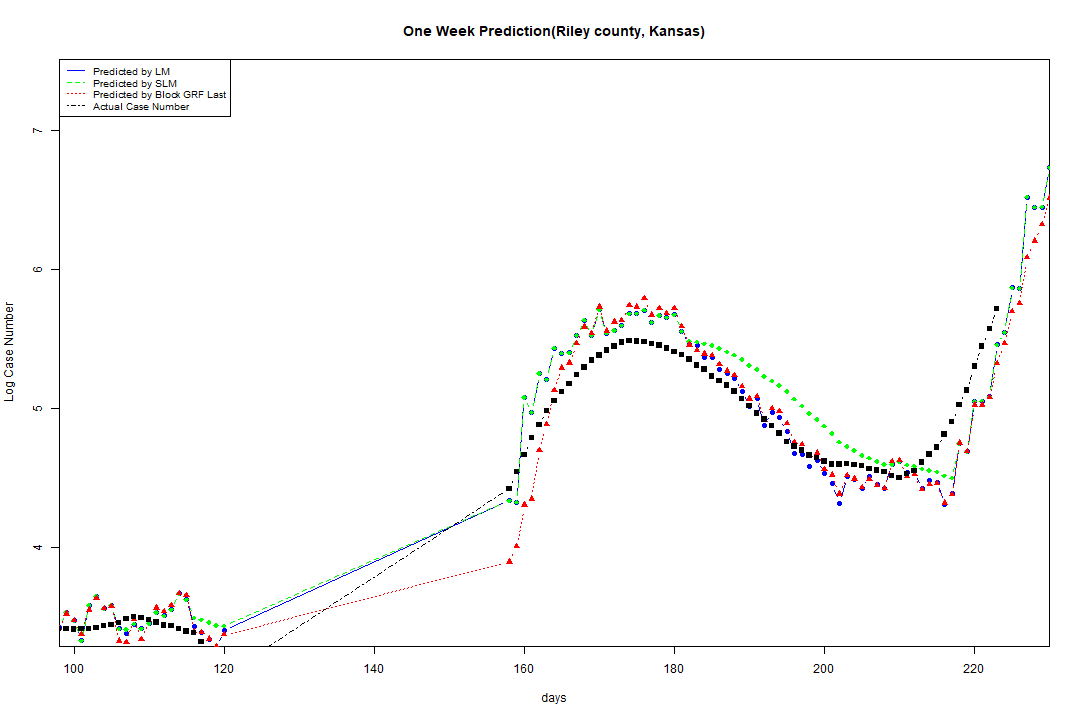 One Week Prediction(Riley county, Kansas)
Predicted by LM
Predicted by SLM
Predicted by Block GRF Last
Actual Case Number
7
6
5
4
Log Case Number
100 120 140 160 180 200 220
days